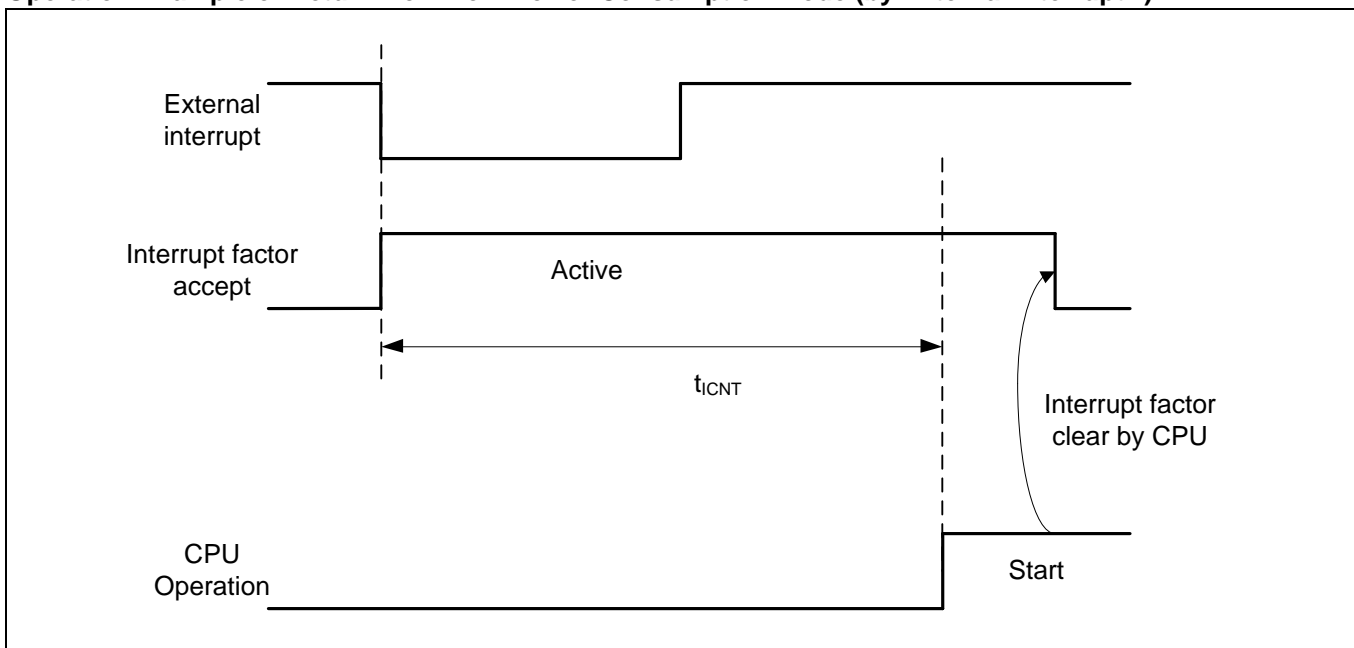 External
interrupt
Interrupt factor
accept
Active
tICNT
Interrupt factor
clear by CPU
CPU
Operation
Start